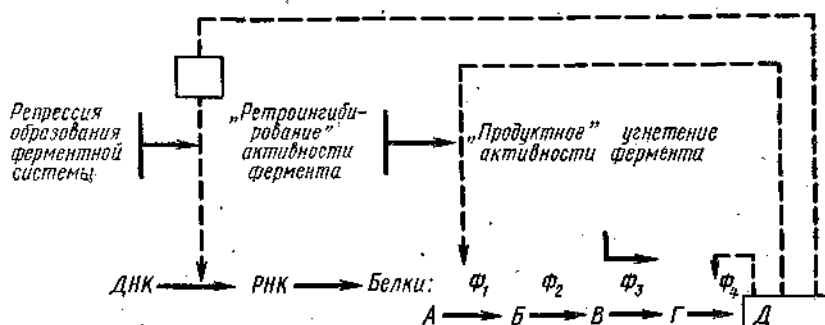 Репрессия
образования
ферментной
системы
„Ретроингиби-
рование"
активности
фермента
„Продуктное" угнетение
активности фермента
ДНК РНК Белки: Ф₁ Ф₂ Ф₃ Ф₄
А Б В Г Д